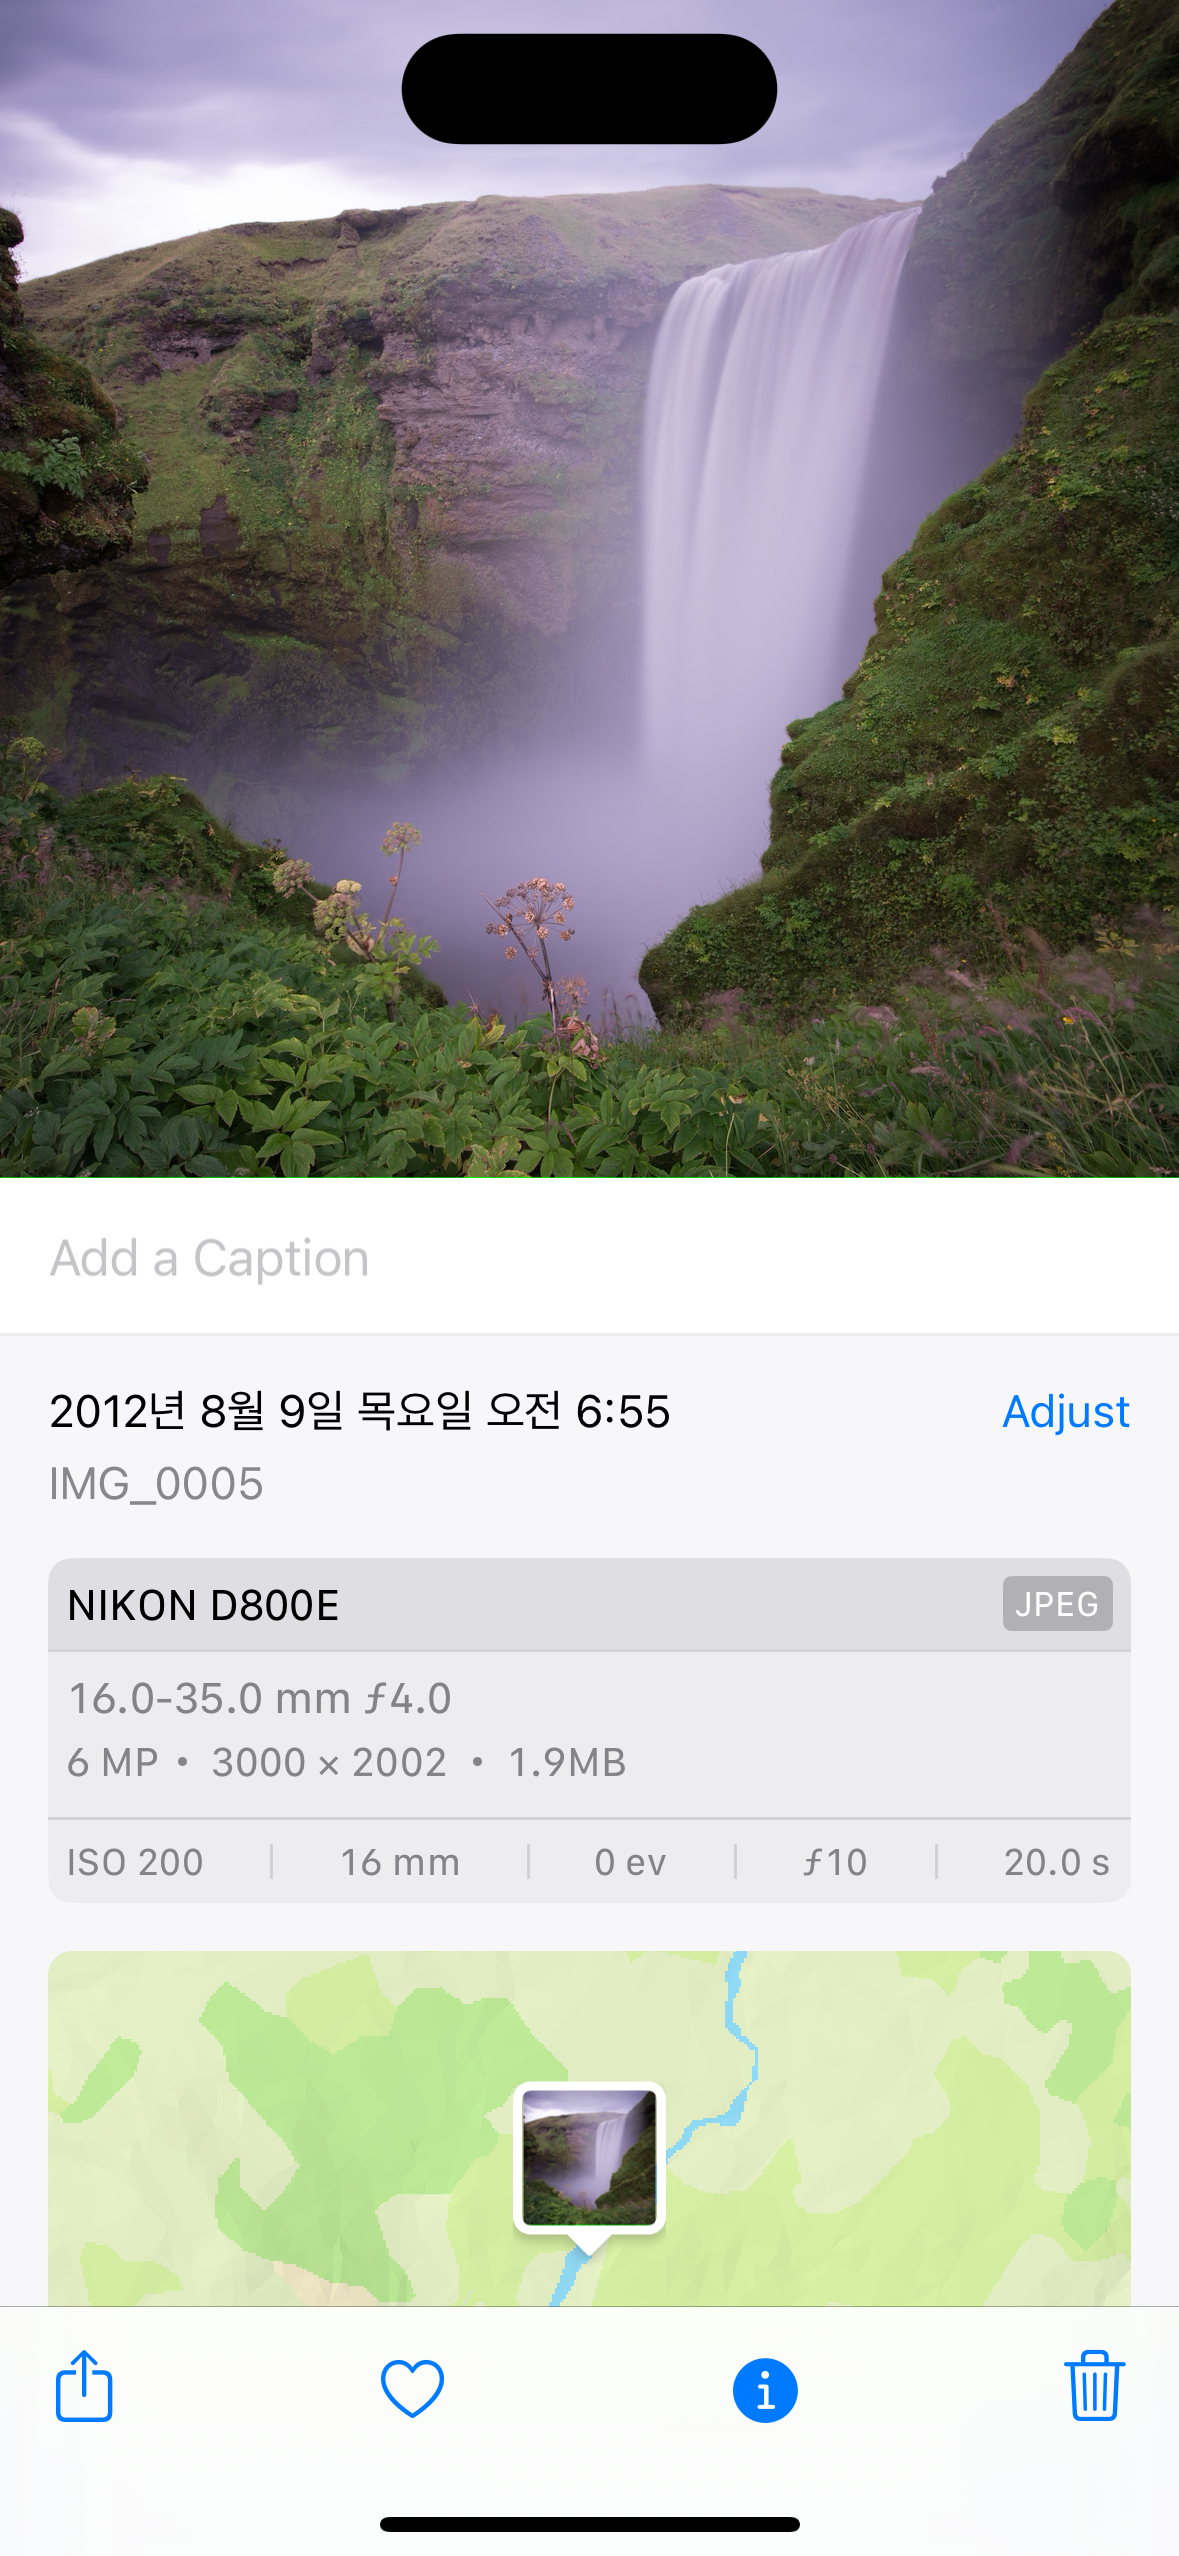 Add a Caption
2012년 8월 9일 목요일 오전 6:55
Adjust
IMG_0005
NIKON D800E
JPEG
16.0-35.0 mm ƒ4.0
6 MP • 3000 × 2002 • 1.9MB
ISO 200 | 16 mm | 0 ev | ƒ10 | 20.0 s